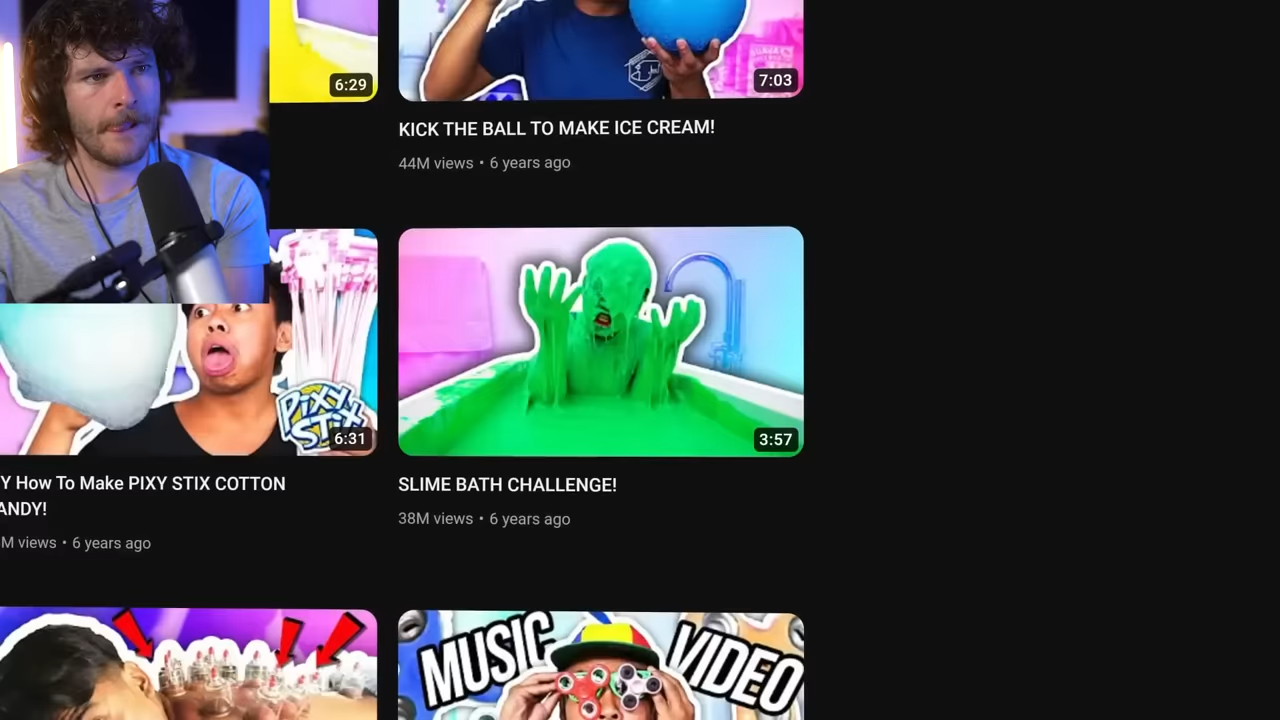 6:29
7:03
KICK THE BALL TO MAKE ICE CREAM!
44M views • 6 years ago
PIXY
STIX
6:31
3:57
Y How To Make PIXY STIX COTTON
ANDY!
M views • 6 years ago
SLIME BATH CHALLENGE!
38M views • 6 years ago
MUSIC VIDEO